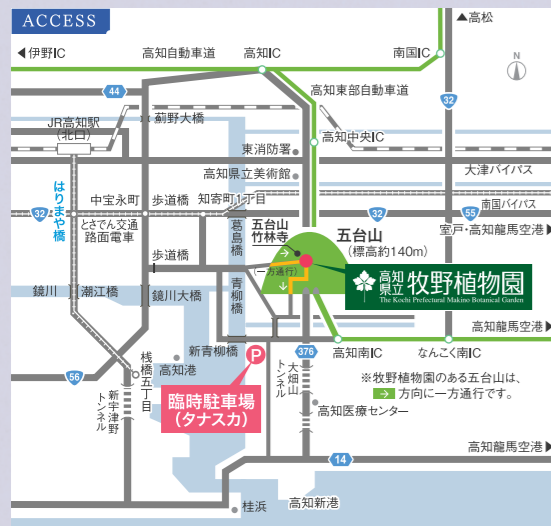 ACCESS
▲高松
◀伊野IC
高知自動車道
高知IC
南国IC
N
44
高知東部自動車道
32
JR高知駅
(北口)
薊野大橋
高知中央IC
東消防署
高知県立美術館
大津バイパス
はりまや橋
中宝永町
歩道橋
知寄町1丁目
南国バイパス
32
とさでん交通
路面電車
葛島橋
32
55
室戸・高知龍馬空港▶
五台山
竹林寺
五台山
(標高約140m)
歩道橋
(一方通行)
高知
県立
牧野植物園
The Kochi Prefectural Makino Botanical Garden
鏡川
潮江橋
鏡川大橋
青柳橋
高知龍馬空港▶
新青柳橋
P
376
高知南IC
なんこく南IC
56
桟橋五丁目
高知港
大畑山
トンネル
※牧野植物園のある五台山は、
→方向に一方通行です。
新宇津野
トンネル
臨時駐車場
(タナスカ)
高知医療センター
高知龍馬空港▶
14
桂浜
高知新港